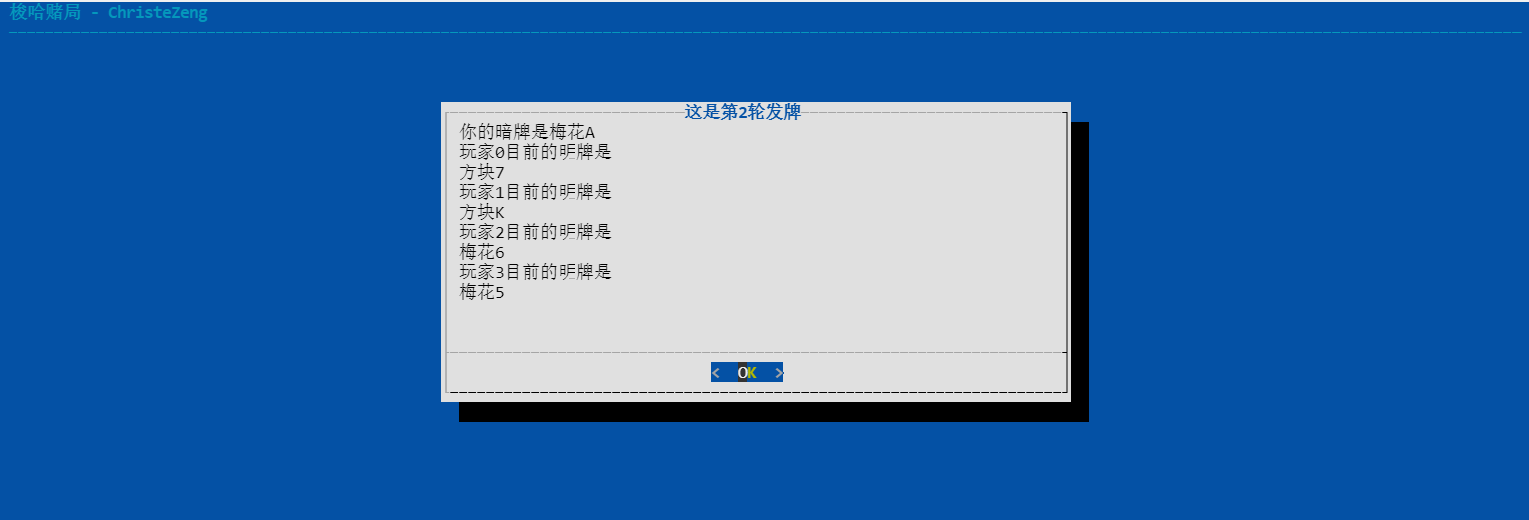 梭哈赌局 - ChristeZeng
这是第2轮发牌
你的暗牌是梅花A
玩家0目前的明牌是
方块7
玩家1目前的明牌是
方块K
玩家2目前的明牌是
梅花6
玩家3目前的明牌是
梅花5
< OK >